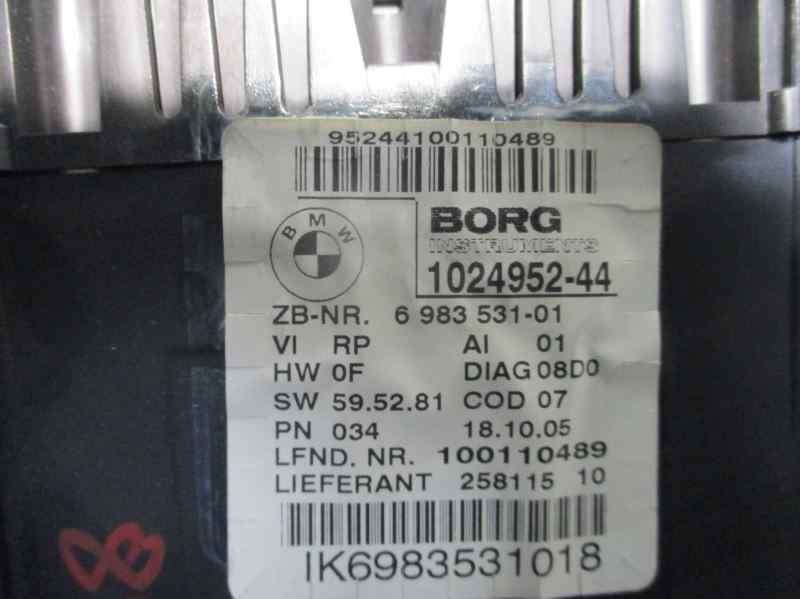 95244100110489
BMW
BORG
INSTRUMENTS
1024952-44
ZB-NR. 6 983 531-01
VI RP AI 01
HW 0F DIAG 08D0
SW 59.52.81 COD 07
PN 034 18.10.05
LFND. NR. 100110489
LIEFERANT 258115 10
IK6983531018